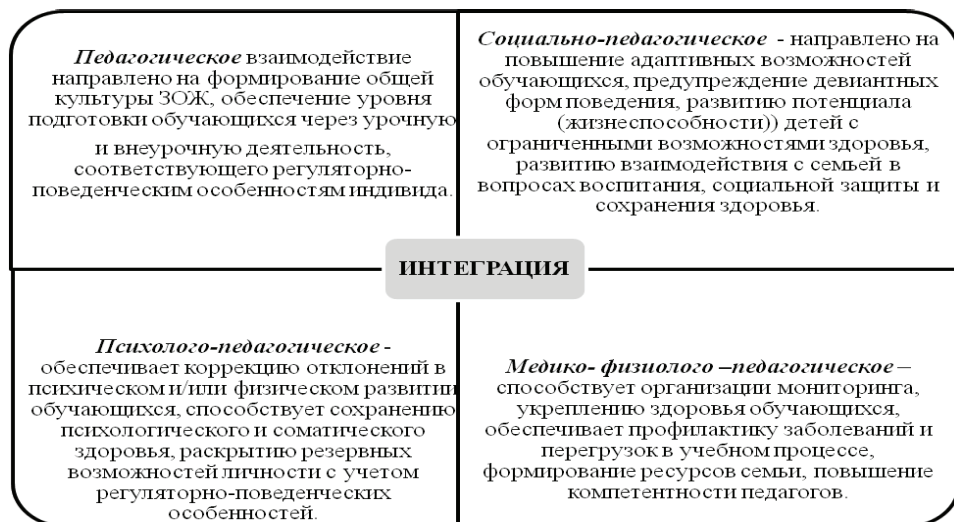 Педагогическое взаимодействие
направлено на формирование общей
культуры ЗОЖ, обеспечение уровня
подготовки обучающихся через урочную
и внеурочную деятельность,
соответствующего регуляторно-
поведенческим особенностям индивида.
Социально-педагогическое - направлено на
повышение адаптивных возможностей
обучающихся, предупреждение девиантных
форм поведения, развитию потенциала
(жизнеспособности)) детей с
ограниченными возможностями здоровья,
развитию взаимодействия с семьей в
вопросах воспитания, социальной защиты и
сохранения здоровья.
ИНТЕГРАЦИЯ
Психолого-педагогическое -
обеспечивает коррекцию отклонений в
психическом и/или физическом развитии
обучающихся, способствует сохранению
психологического и соматического
здоровья, раскрытию резервных
возможностей личности с учетом
регуляторно-поведенческих
особенностей.
Медико- физиолого –педагогическое –
способствует организации мониторинга,
укреплению здоровья обучающихся,
обеспечивает профилактику заболеваний и
перегрузок в учебном процессе,
формирование ресурсов семьи, повышение
компетентности педагогов.